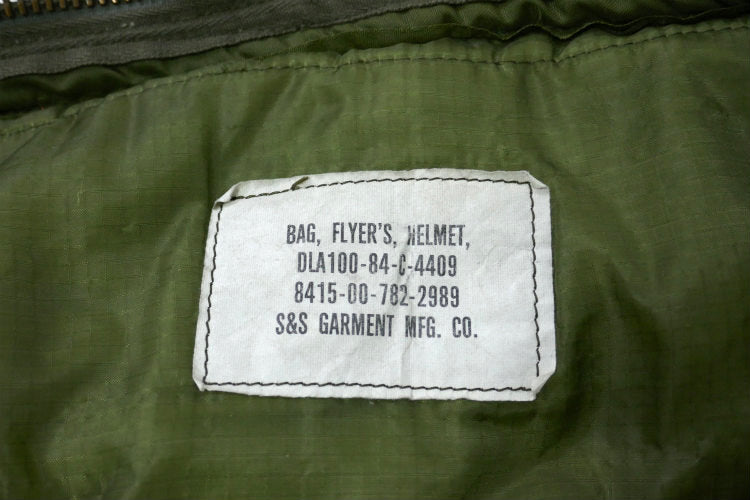 BAG, FLYER'S, HELMET,
DLA100-84-C-4409
8415-00-782-2989
S&S GARMENT MFG. CO.